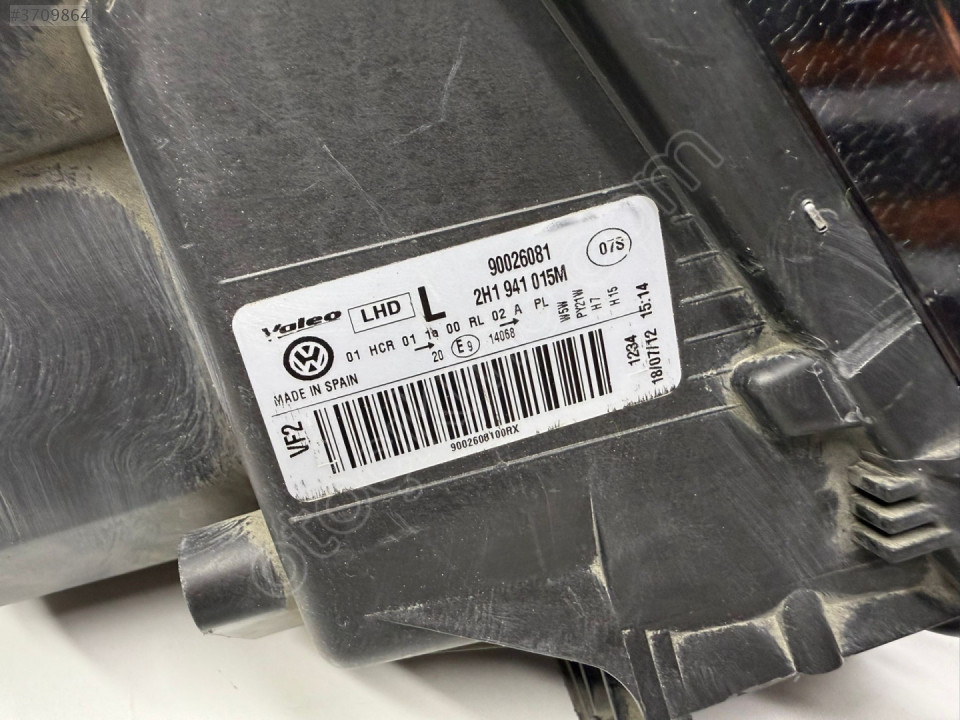 #3709864
90026081
07S
Valeo LHD L 2H1 941 015M
01 HCR 01 00 RL 02 A PL
W5W
PY21W
H7
H15
20 E9 14068
MADE IN SPAIN
VF2
9002608100RX
1234
18/07/12 15:14